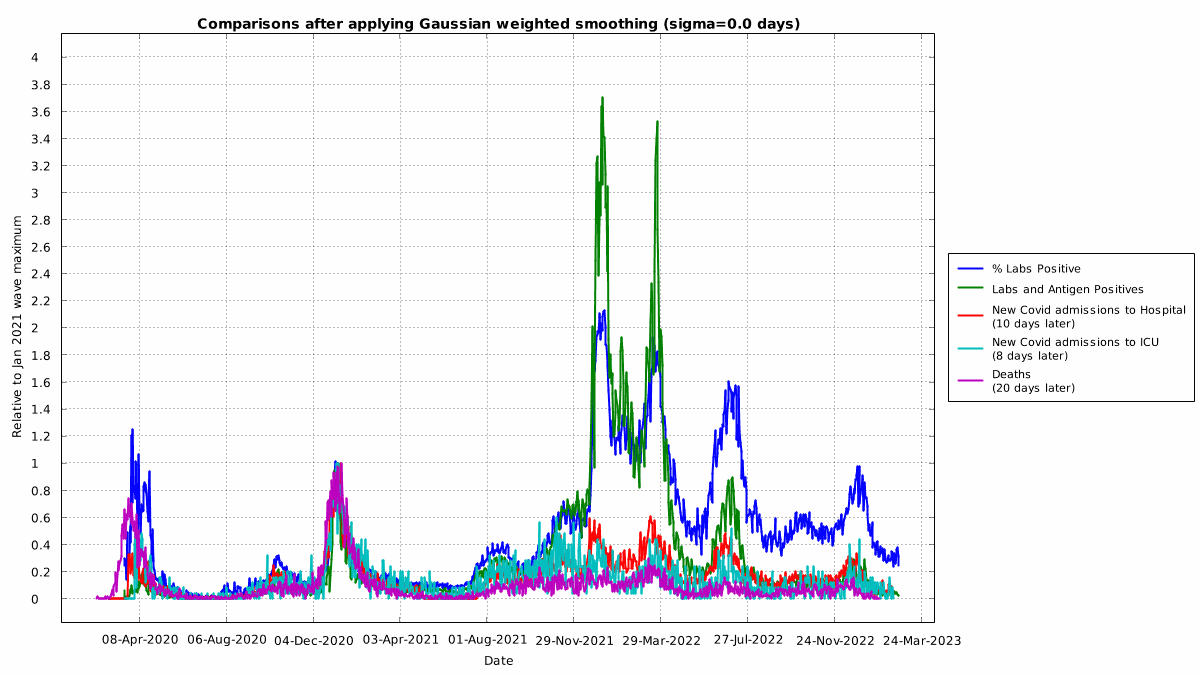 Comparisons after applying Gaussian weighted smoothing (sigma=0.0 days)
Relative to Jan 2021 wave maximum
4
3.8
3.6
3.4
3.2
3
2.8
2.6
2.4
2.2
2
1.8
1.6
1.4
1.2
1
0.8
0.6
0.4
0.2
0
08-Apr-2020 06-Aug-2020 04-Dec-2020 03-Apr-2021 01-Aug-2021 29-Nov-2021 29-Mar-2022 27-Jul-2022 24-Nov-2022 24-Mar-2023
Date
% Labs Positive
Labs and Antigen Positives
New Covid admissions to Hospital
(10 days later)
New Covid admissions to ICU
(8 days later)
Deaths
(20 days later)